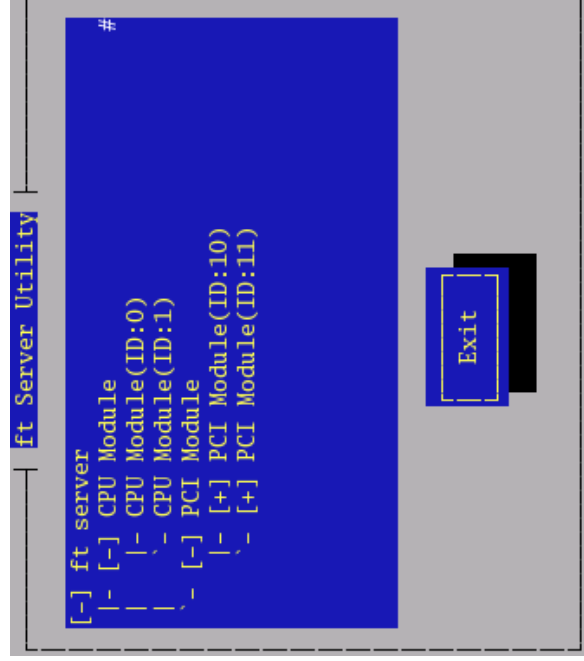 ft Server Utility
[-] ft server
|- [-] CPU Module
|  |- CPU Module(ID:0)
|  `- CPU Module(ID:1)
`- [-] PCI Module
   |- [+] PCI Module(ID:10)
   `- [+] PCI Module(ID:11)
#
Exit